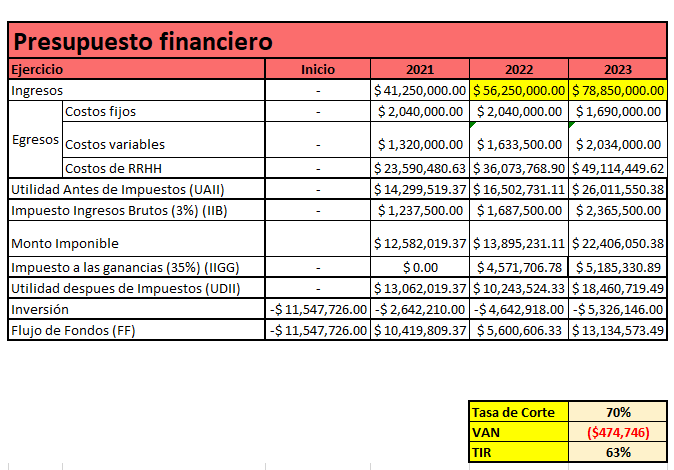 Presupuesto financiero
Ejercicio Inicio 2021 2022 2023
Ingresos - $ 41,250,000.00 $ 56,250,000.00 $ 78,850,000.00
Egresos Costos fijos - $ 2,040,000.00 $ 2,040,000.00 $ 1,690,000.00
Costos variables - $ 1,320,000.00 $ 1,633,500.00 $ 2,034,000.00
Costos de RRHH - $ 23,590,480.63 $ 36,073,768.90 $ 49,114,449.62
Utilidad Antes de Impuestos (UAII) - $ 14,299,519.37 $ 16,502,731.11 $ 26,011,550.38
Impuesto Ingresos Brutos (3%) (IIB) - $ 1,237,500.00 $ 1,687,500.00 $ 2,365,500.00
Monto Imponible $ 12,582,019.37 $ 13,895,231.11 $ 22,406,050.38
Impuesto a las ganancias (35%) (IIGG) - $ 0.00 $ 4,571,706.78 $ 5,185,330.89
Utilidad despues de Impuestos (UDII) - $ 13,062,019.37 $ 10,243,524.33 $ 18,460,719.49
Inversión -$ 11,547,726.00 -$ 2,642,210.00 -$ 4,642,918.00 -$ 5,326,146.00
Flujo de Fondos (FF) -$ 11,547,726.00 $ 10,419,809.37 $ 5,600,606.33 $ 13,134,573.49
Tasa de Corte 70%
VAN ($474,746)
TIR 63%